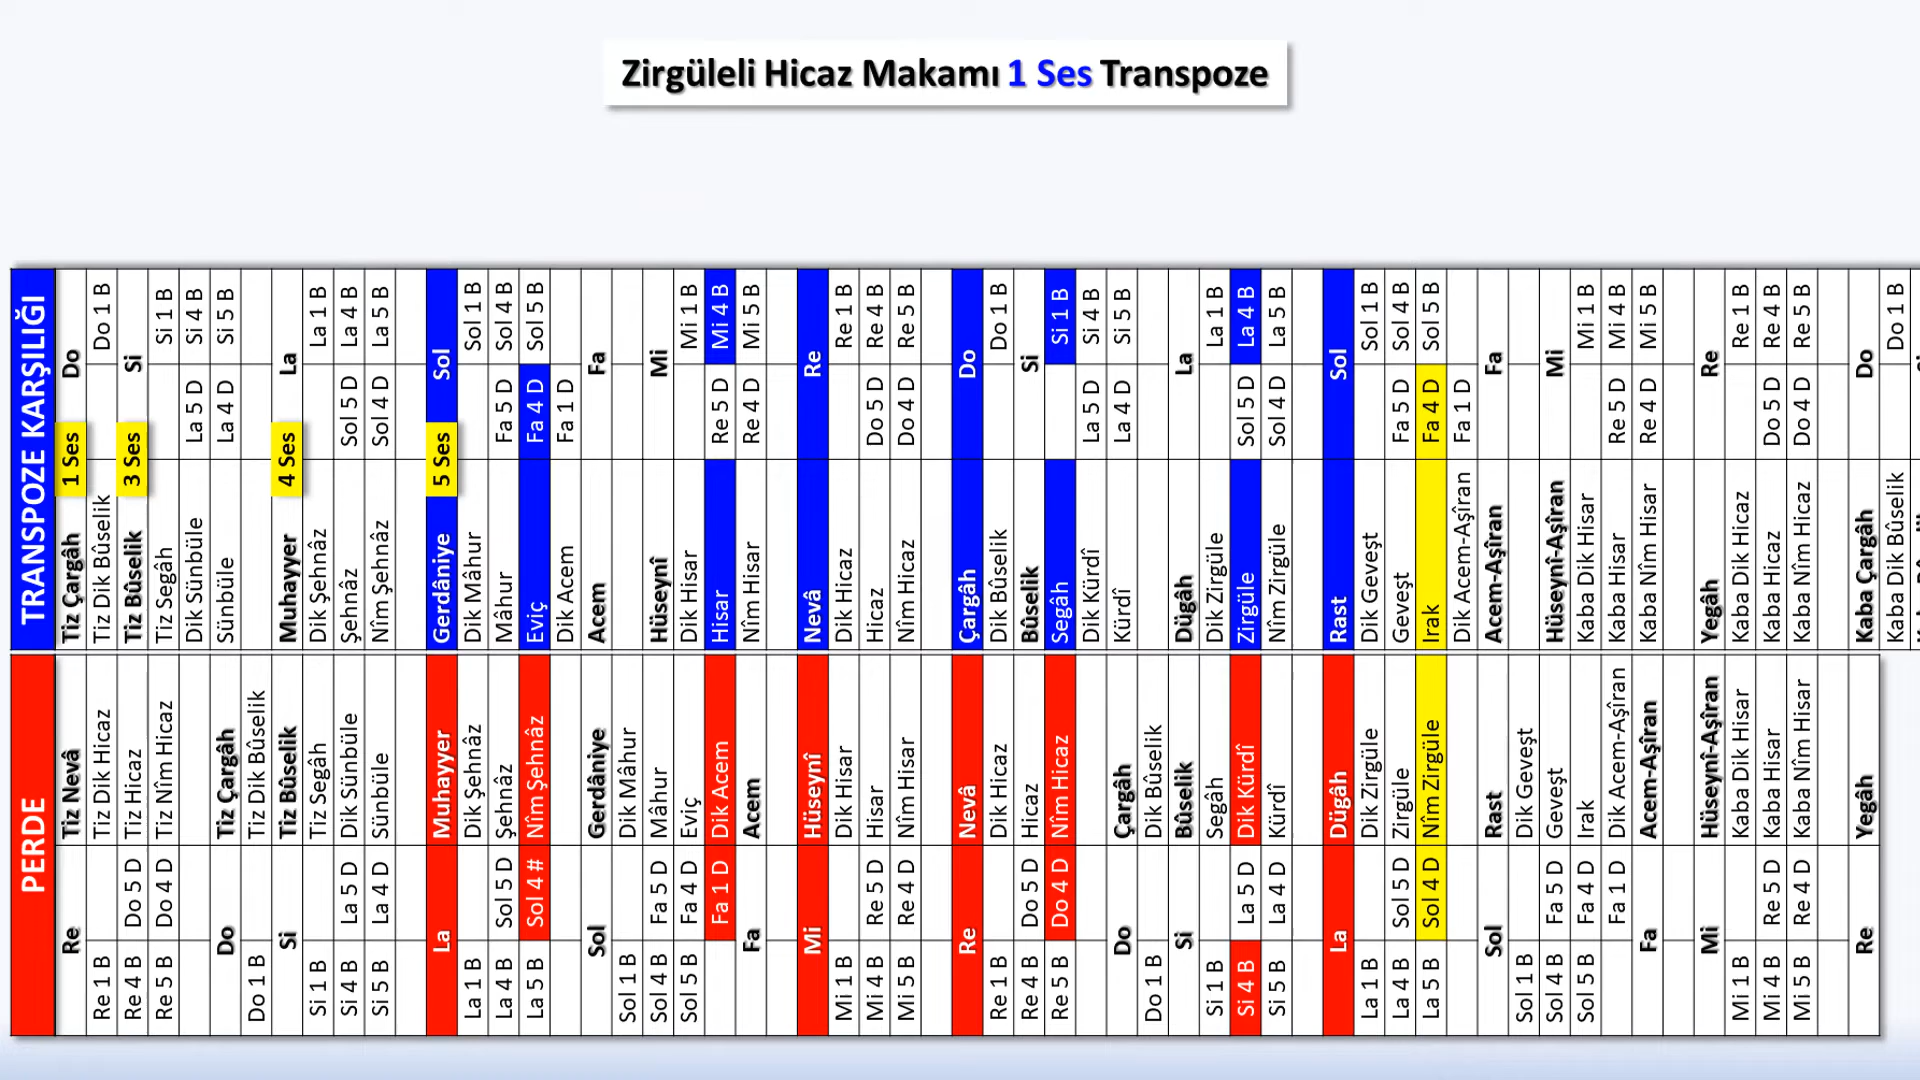 Zirgüleli Hicaz Makamı 1 Ses Transpoze
PERDE TRANSPOZE KARŞILIĞI
Re Tiz Nevâ Tiz Çargâh 1 Ses Do
Re 1 B Tiz Dik Hicaz Tiz Dik Bûselik Do 1 B
Re 4 B Do 5 D Tiz Hicaz Tiz Bûselik 3 Ses Si
Re 5 B Do 4 D Tiz Nîm Hicaz Tiz Segâh Si 1 B
Dik Sünbüle La 5 D Si 4 B
Do Tiz Çargâh Sünbüle La 4 D Si 5 B
Do 1 B Tiz Dik Bûselik
Si Tiz Bûselik Muhayyer 4 Ses La
Si 1 B Tiz Segâh Dik Şehnâz La 1 B
Si 4 B La 5 D Dik Sünbüle Şehnâz Sol 5 D La 4 B
Si 5 B La 4 D Sünbüle Nîm Şehnâz Sol 4 D La 5 B
La Muhayyer Gerdâniye 5 Ses Sol
La 1 B Dik Şehnâz Dik Mâhur Sol 1 B
La 4 B Sol 5 D Şehnâz Mâhur Fa 5 D Sol 4 B
La 5 B Sol 4 # Nîm Şehnâz Eviç Fa 4 D Sol 5 B
Dik Acem Fa 1 D
Sol Gerdâniye Acem Fa
Sol 1 B Dik Mâhur
Sol 4 B Fa 5 D Mâhur Hüseynî Mi
Sol 5 B Fa 4 D Eviç Dik Hisar Mi 1 B
Fa 1 D Dik Acem Hisar Re 5 D Mi 4 B
Fa Acem Nîm Hisar Re 4 D Mi 5 B
Mi Hüseynî Nevâ Re
Mi 1 B Dik Hisar Dik Hicaz Re 1 B
Mi 4 B Re 5 D Hisar Hicaz Do 5 D Re 4 B
Mi 5 B Re 4 D Nîm Hisar Nîm Hicaz Do 4 D Re 5 B
Re Nevâ Çargâh Do
Re 1 B Dik Hicaz Dik Bûselik Do 1 B
Re 4 B Do 5 D Hicaz Bûselik Si
Re 5 B Do 4 D Nîm Hicaz Segâh Si 1 B
Dik Kürdî La 5 D Si 4 B
Do Çargâh Kürdî La 4 D Si 5 B
Do 1 B Dik Bûselik
Si Bûselik Dügâh La
Si 1 B Segâh Dik Zirgüle La 1 B
Si 4 B La 5 D Dik Kürdî Zirgüle Sol 5 D La 4 B
Si 5 B La 4 D Kürdî Nîm Zirgüle Sol 4 D La 5 B
La Dügâh Rast Sol
La 1 B Dik Zirgüle Dik Geveşt Sol 1 B
La 4 B Sol 5 D Zirgüle Geveşt Fa 5 D Sol 4 B
La 5 B Sol 4 D Nîm Zirgüle Irak Fa 4 D Sol 5 B
Dik Acem-Aşîran Fa 1 D
Sol Rast Acem-Aşîran Fa
Sol 1 B Dik Geveşt
Sol 4 B Fa 5 D Geveşt Hüseynî-Aşîran Mi
Sol 5 B Fa 4 D Irak Kaba Dik Hisar Mi 1 B
Fa 1 D Dik Acem-Aşîran Kaba Hisar Re 5 D Mi 4 B
Fa Acem-Aşîran Kaba Nîm Hisar Re 4 D Mi 5 B
Mi Hüseynî-Aşîran Yegâh Re
Mi 1 B Kaba Dik Hisar Kaba Dik Hicaz Re 1 B
Mi 4 B Re 5 D Kaba Hisar Kaba Hicaz Do 5 D Re 4 B
Mi 5 B Re 4 D Kaba Nîm Hisar Kaba Nîm Hicaz Do 4 D Re 5 B
Re Yegâh Kaba Çargâh Do
Kaba Dik Bûselik Do 1 B